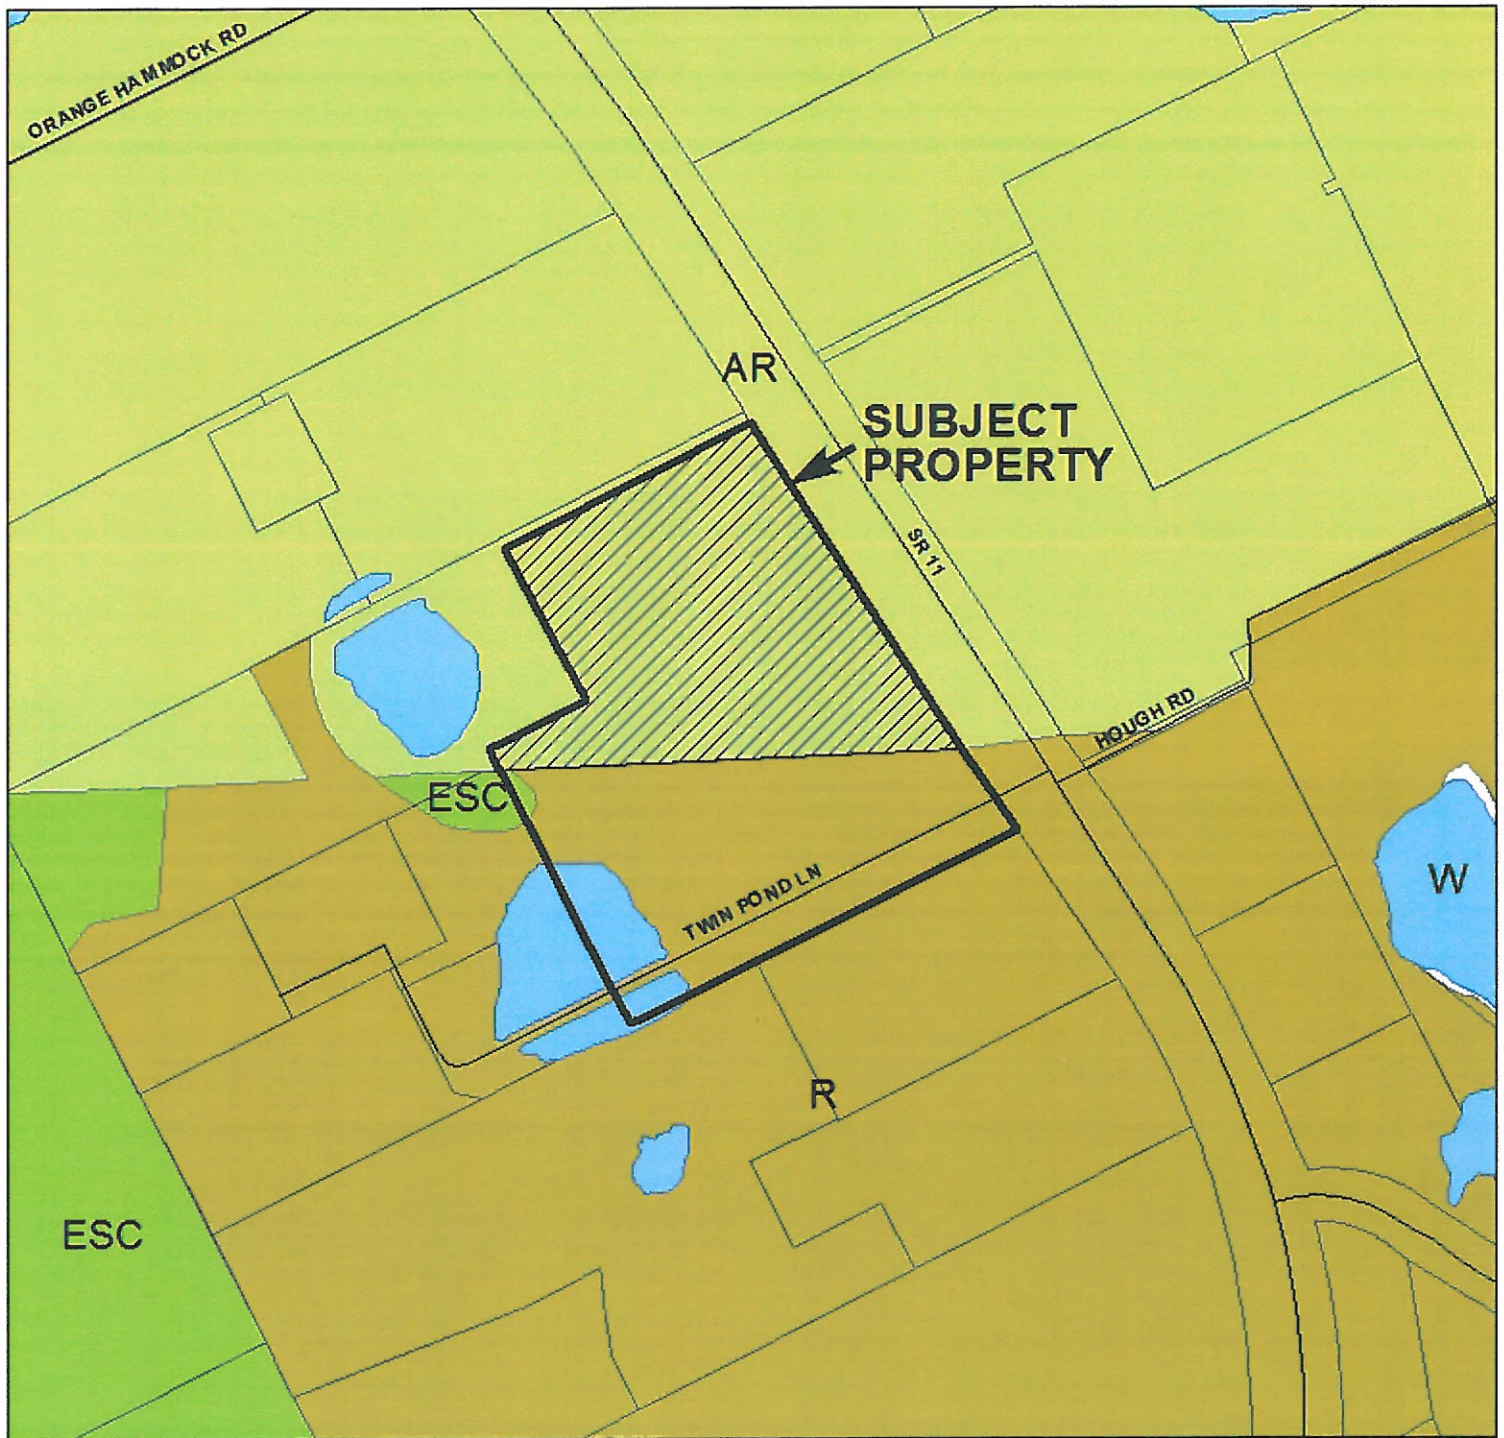 ORANGE HAMMOCK RD
AR
SUBJECT
PROPERTY
SR 11
HOUGH RD
ESC
TWIN POND LN
W
R
ESC